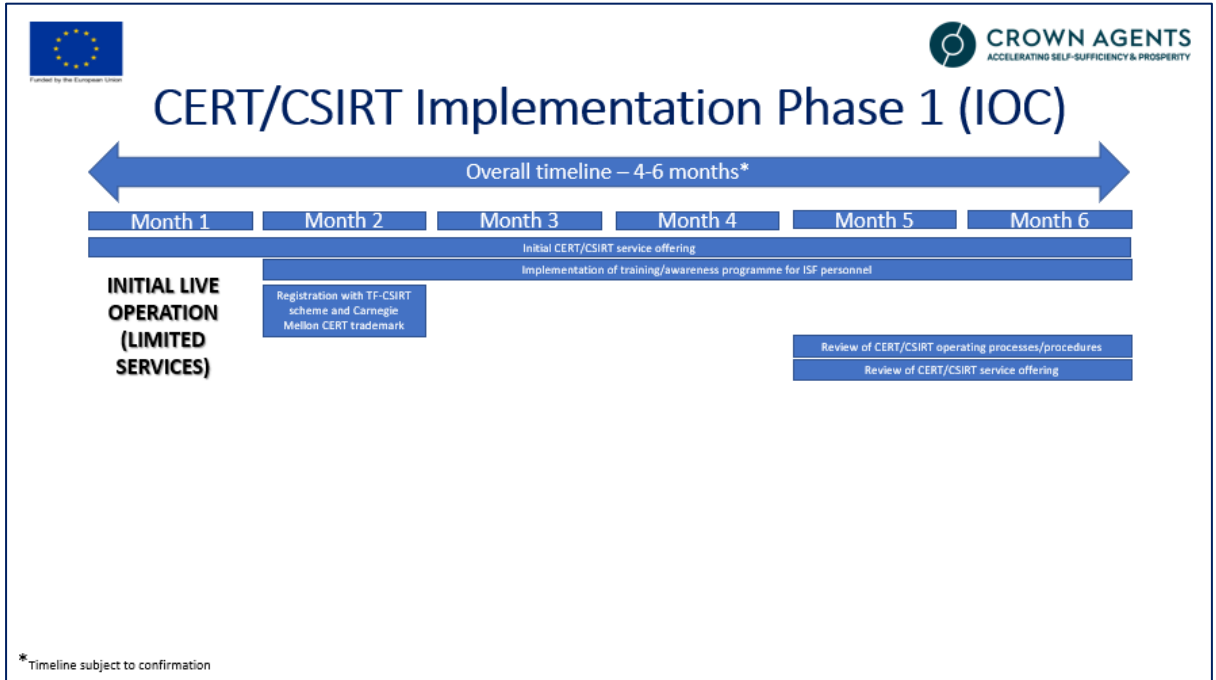 Funded by the European Union
CROWN AGENTS
ACCELERATING SELF-SUFFICIENCY & PROSPERITY
CERT/CSIRT Implementation Phase 1 (IOC)
Overall timeline – 4-6 months*
Month 1
Month 2
Month 3
Month 4
Month 5
Month 6
Initial CERT/CSIRT service offering
Implementation of training/awareness programme for ISF personnel
INITIAL LIVE
OPERATION
(LIMITED
SERVICES)
Registration with TF-CSIRT
scheme and Carnegie
Mellon CERT trademark
Review of CERT/CSIRT operating processes/procedures
Review of CERT/CSIRT service offering
*Timeline subject to confirmation